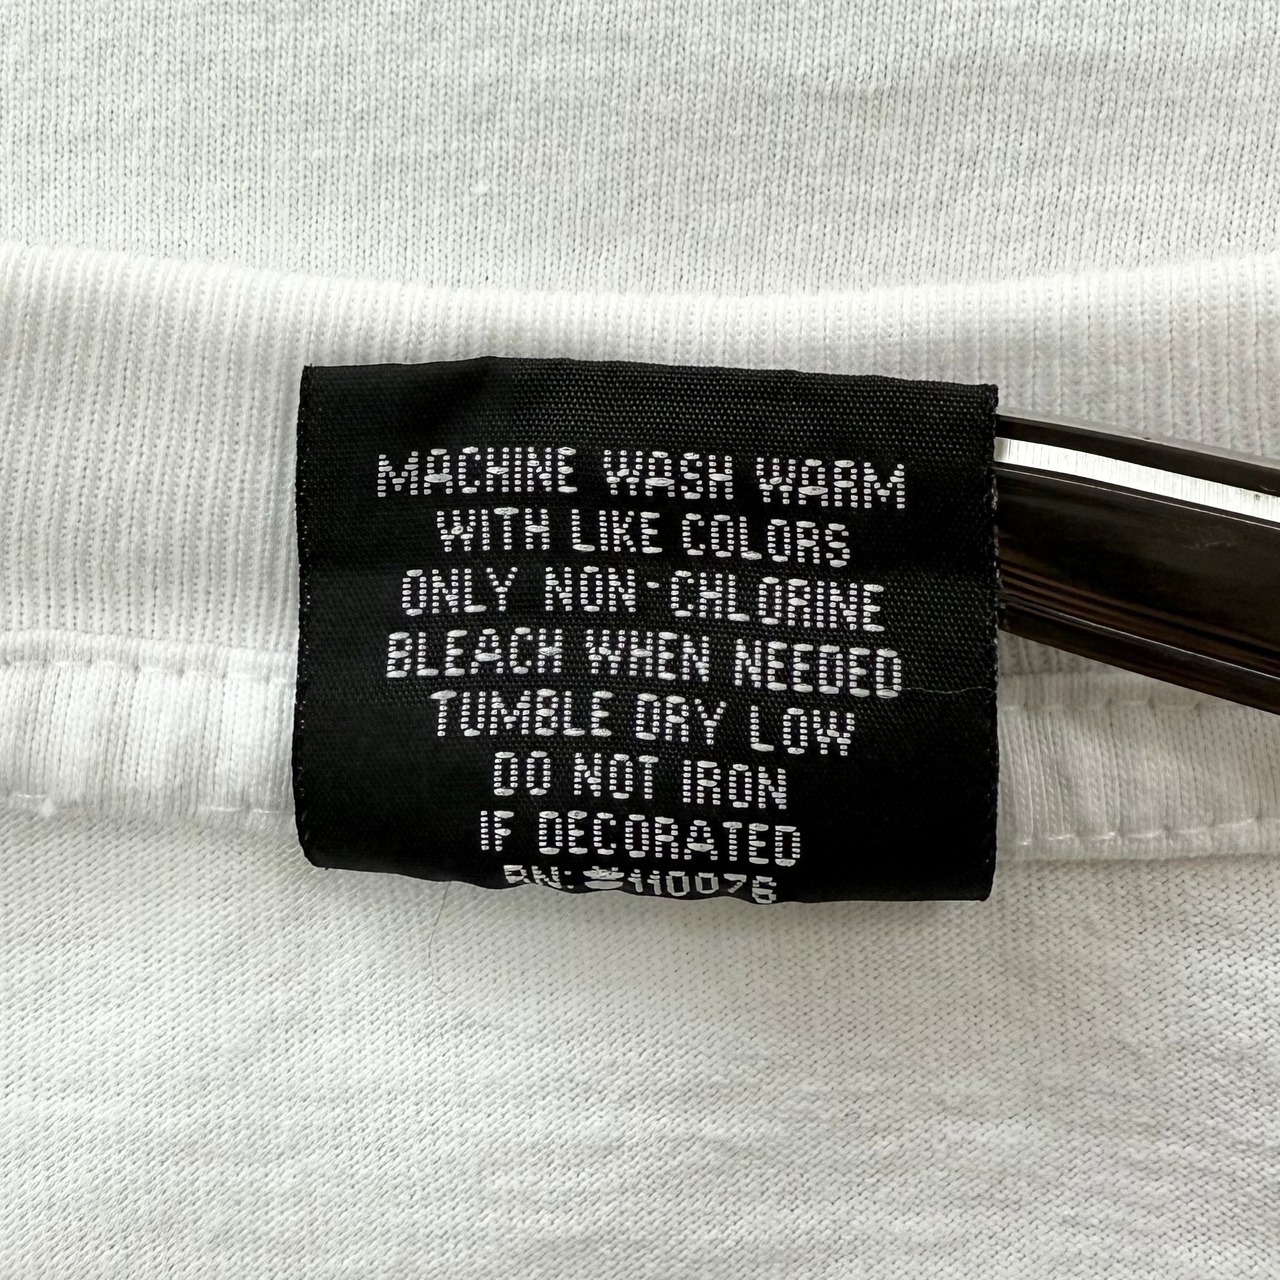 MACHINE WASH WARM
WITH LIKE COLORS
ONLY NON-CHLORINE
BLEACH WHEN NEEDED
TUMBLE DRY LOW
DO NOT IRON
IF DECORATED
RN: #110076